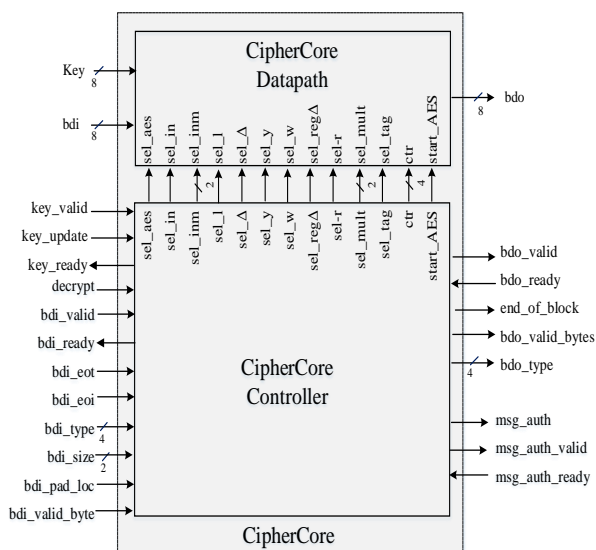 CipherCore
Datapath
Key
8
bdi
8
bdo
8
sel_aes
sel_in
sel_inm
sel_l
sel_Δ
sel_y
sel_w
sel_regΔ
sel-r
sel_mult
sel_tag
ctr
start_AES
2
2
4
sel_aes
sel_in
sel_inm
sel_l
sel_Δ
sel_y
sel_w
sel_regΔ
sel-r
sel_mult
sel_tag
ctr
start_AES
key_valid
key_update
key_ready
decrypt
bdi_valid
bdi_ready
bdi_eot
bdi_eoi
bdi_type
4
bdi_size
2
bdi_pad_loc
bdi_valid_byte
CipherCore
Controller
bdo_valid
bdo_ready
end_of_block
bdo_valid_bytes
bdo_type
4
msg_auth
msg_auth_valid
msg_auth_ready
CipherCore